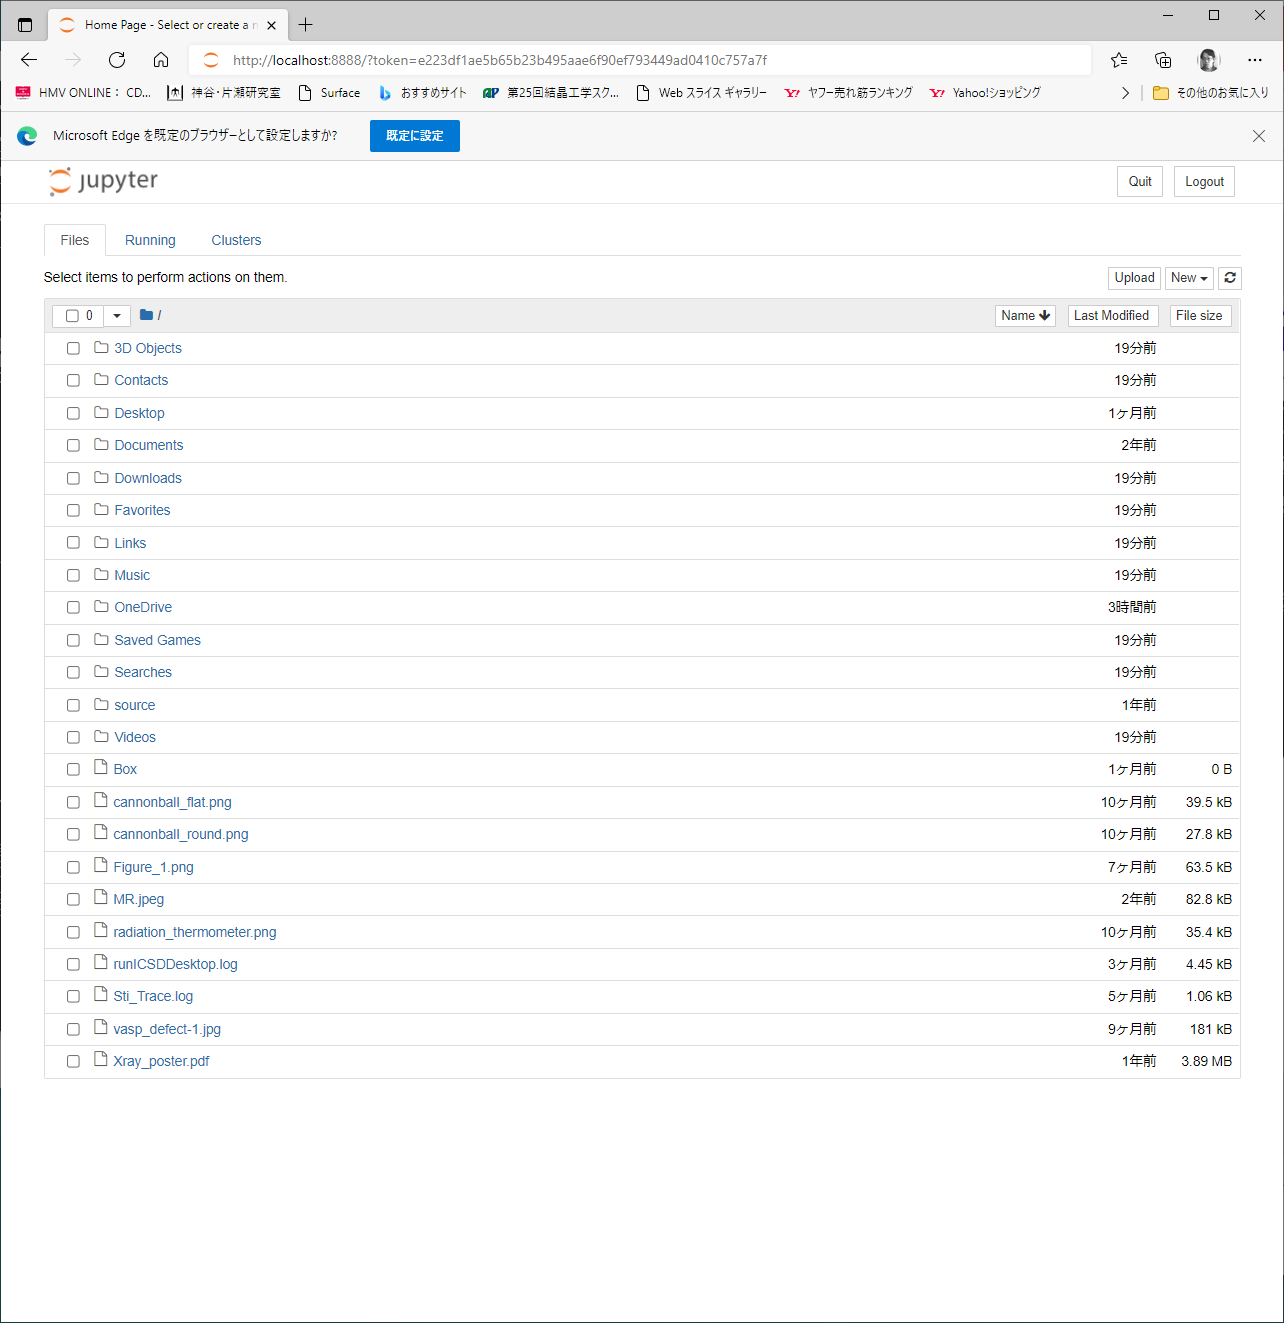 Home Page - Select or create a n
http://localhost:8888/?token=e223df1ae5b65b23b495aae6f90ef793449ad0410c757a7f
HMV ONLINE： CD... 神谷・片瀬研究室 Surface おすすめサイト 第25回結晶工学スク... Web スライス ギャラリー ヤフー売れ筋ランキング Yahoo!ショッピング その他のお気に入り
Microsoft Edge を既定のブラウザーとして設定しますか? 既定に設定
jupyter Quit Logout
Files Running Clusters
Select items to perform actions on them. Upload New
0 / Name Last Modified File size
3D Objects 19分前
Contacts 19分前
Desktop 1ヶ月前
Documents 2年前
Downloads 19分前
Favorites 19分前
Links 19分前
Music 19分前
OneDrive 3時間前
Saved Games 19分前
Searches 19分前
source 1年前
Videos 19分前
Box 1ヶ月前 0 B
cannonball_flat.png 10ヶ月前 39.5 kB
cannonball_round.png 10ヶ月前 27.8 kB
Figure_1.png 7ヶ月前 63.5 kB
MR.jpeg 2年前 82.8 kB
radiation_thermometer.png 10ヶ月前 35.4 kB
runICSDDesktop.log 3ヶ月前 4.45 kB
Sti_Trace.log 5ヶ月前 1.06 kB
vasp_defect-1.jpg 9ヶ月前 181 kB
Xray_poster.pdf 1年前 3.89 MB